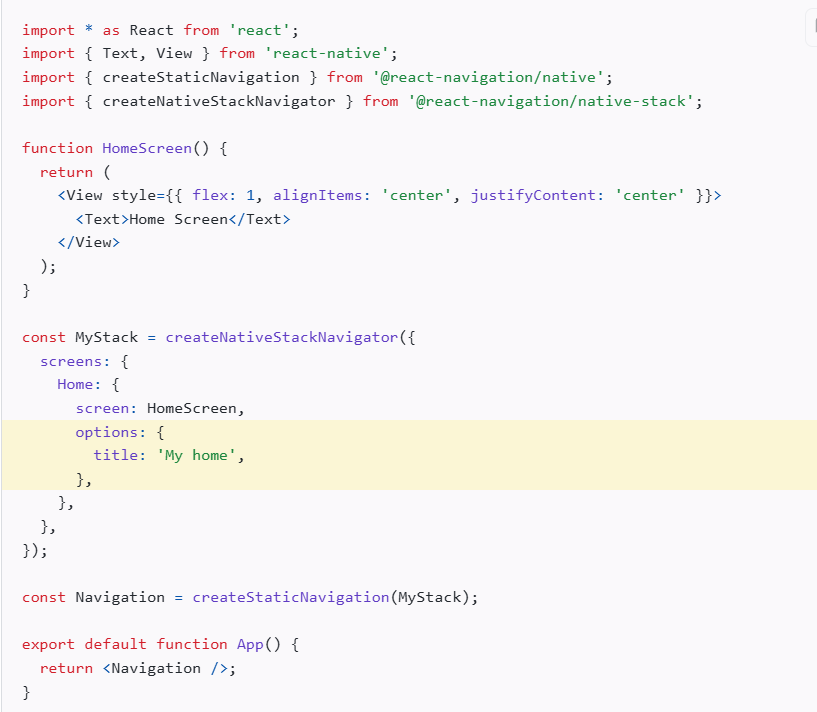 import * as React from 'react';
import { Text, View } from 'react-native';
import { createStaticNavigation } from '@react-navigation/native';
import { createNativeStackNavigator } from '@react-navigation/native-stack';

function HomeScreen() {
  return (
    <View style={{ flex: 1, alignItems: 'center', justifyContent: 'center' }}>
      <Text>Home Screen</Text>
    </View>
  );
}

const MyStack = createNativeStackNavigator({
  screens: {
    Home: {
      screen: HomeScreen,
      options: {
        title: 'My home',
      },
    },
  },
});

const Navigation = createStaticNavigation(MyStack);

export default function App() {
  return <Navigation />;
}